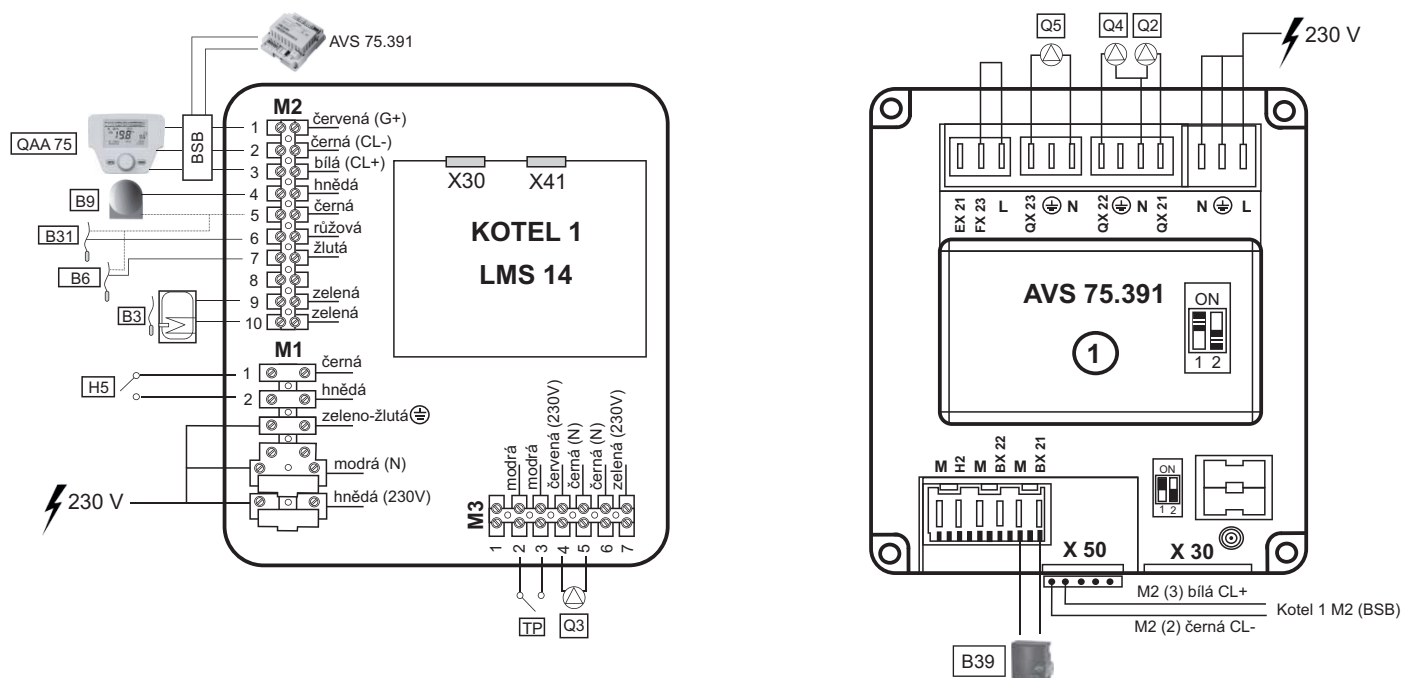 AVS 75.391
QAA 75
BSB
B9
B31
B6
B3
H5
230 V
M2
1 červená (G+)
2 černá (CL-)
3 bílá (CL+)
4 hnědá
5 černá
6 růžová
7 žlutá
8
9 zelená
10 zelená
M1
1 černá
2 hnědá
zeleno-žlutá
modrá (N)
hnědá (230V)
X30 X41
KOTEL 1
LMS 14
M3
modrá
modrá
červená (230V)
černá (N)
černá (N)
zelená (230V)
1 2 3 4 5 6 7
TP Q3
Q5 Q4 Q2
230 V
EX 21 FX 23 L QX 23 N QX 22 N QX 21 N L
AVS 75.391
1
ON
1 2
M H2 M BX 22 M BX 21
ON
1 2
X 50 X 30
M2 (3) bílá CL+
Kotel 1 M2 (BSB)
M2 (2) černá CL-
B39